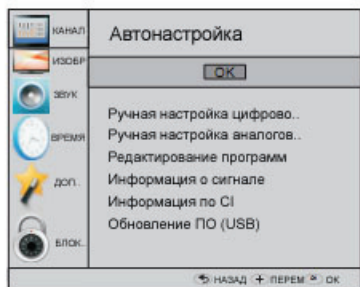 КАНАЛ
Автонастройка
ИЗОБР
OK
ЗВУК
Ручная настройка цифрово..
ВРЕМЯ
Ручная настройка аналогов..
Редактирование программ
ДОП.
Информация о сигнале
Информация по CI
Обновление ПО (USB)
БЛОК.
НАЗАД ПЕРЕМ ОК